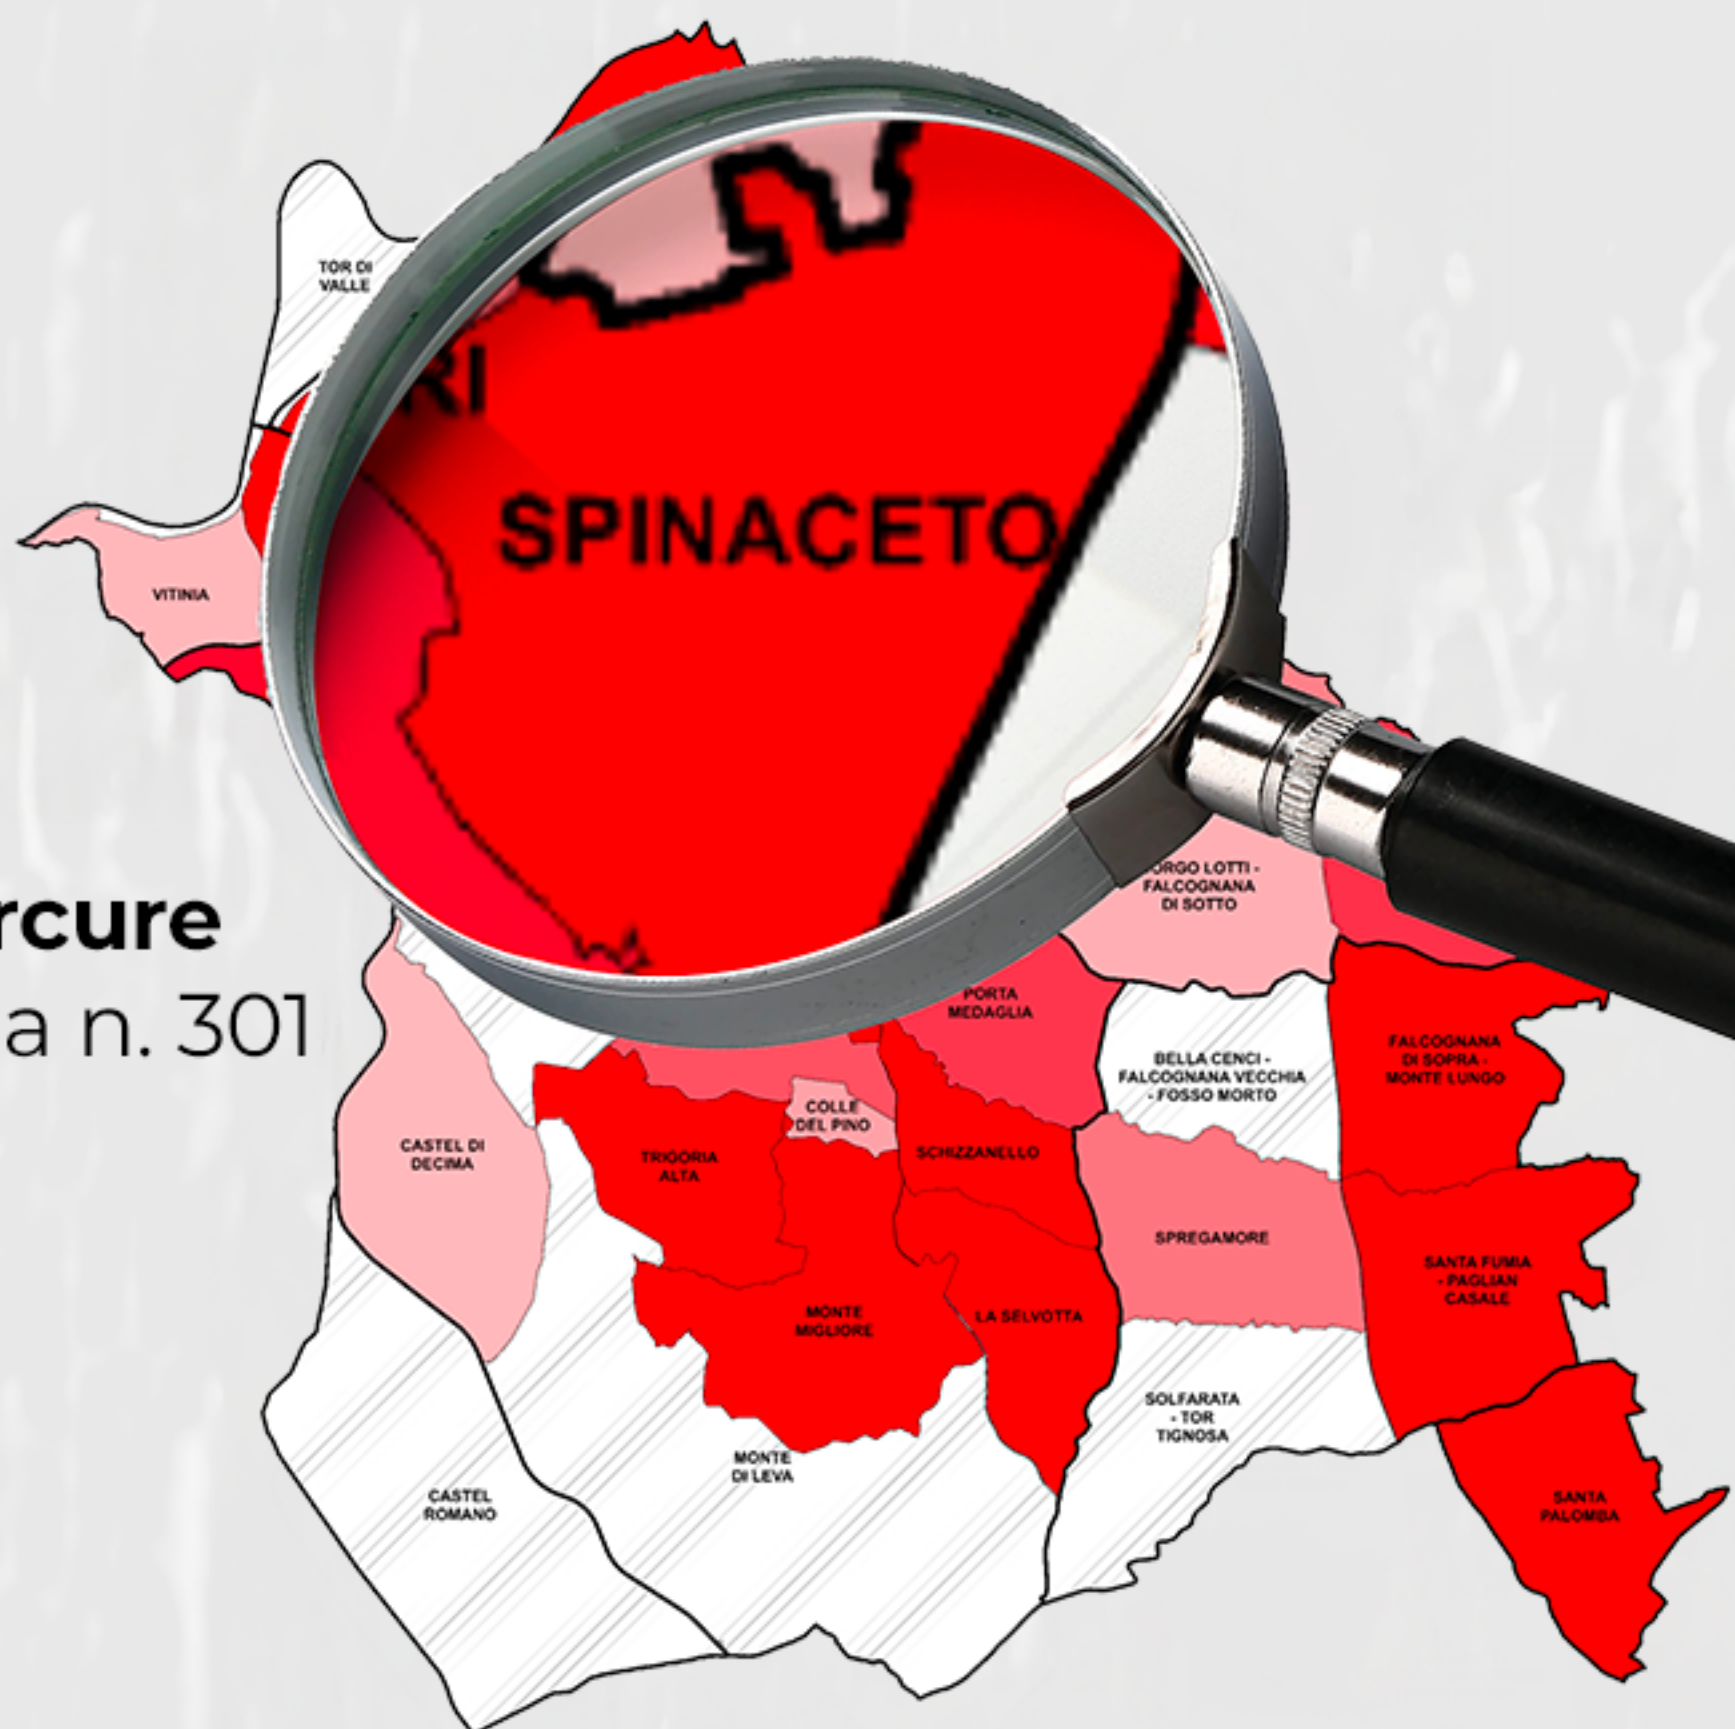 TOR DI
VALLE
RI
SPINACETO
VITINIA
ORGO LOTTI -
FALCOGNANA
DI SOTTO
rcure
a n. 301
PORTA
MEDAGLIA
BELLA CENCI -
FALCOGNANA VECCHIA
- FOSSO MORTO
FALCOGNANA
DI SOPRA -
MONTE LUNGO
COLLE
DEL PINO
CASTEL DI
DECIMA
TRIGORIA
ALTA
SCHIZZANELLO
SPREGAMORE
SANTA FUMIA
- PAGLIAN
CASALE
MONTE
MIGLIORE
LA SELVOTTA
SOLFARATA
- TOR
TIGNOSA
MONTE
DI LEVA
CASTEL
ROMANO
SANTA
PALOMBA